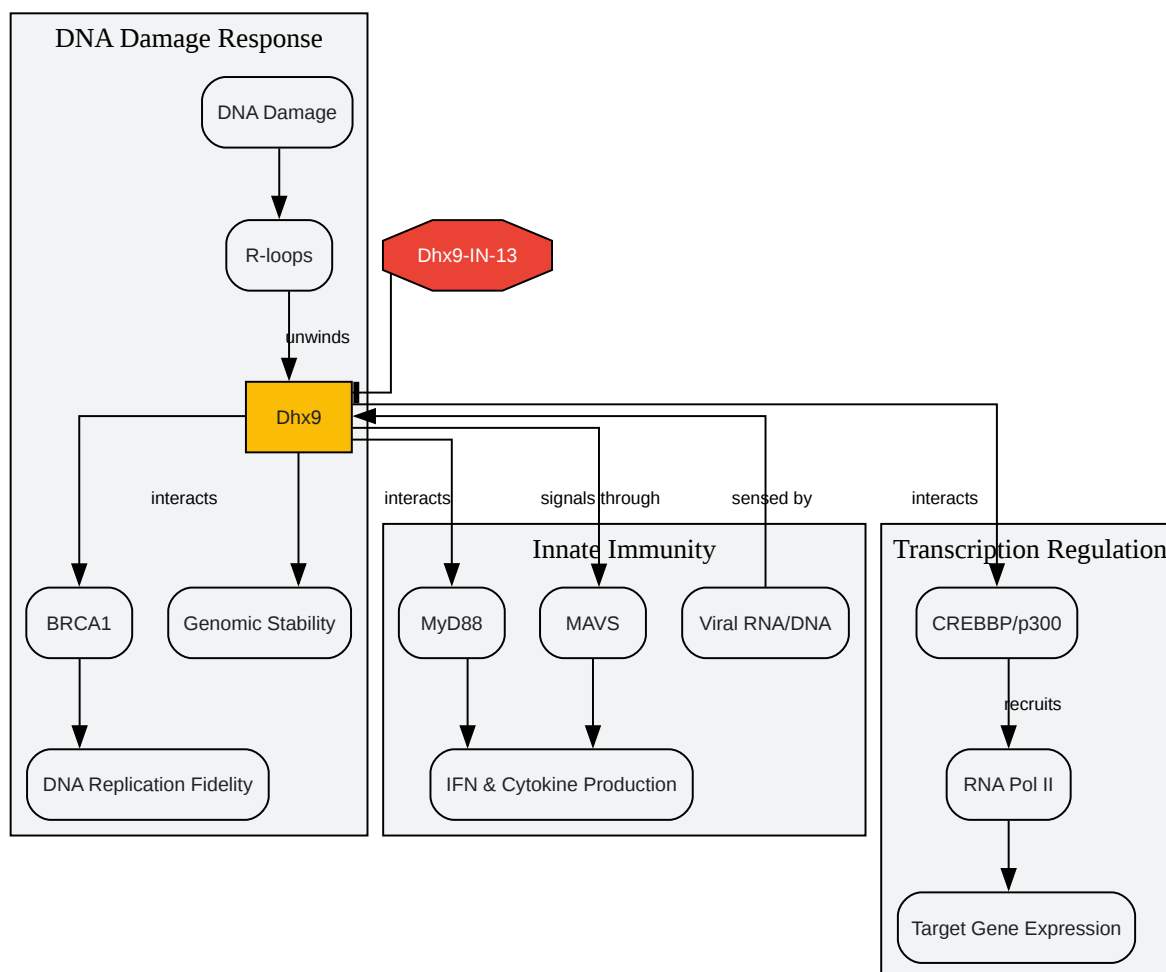 DNA Damage Response
DNA Damage
R-loops
Dhx9-IN-13
unwinds
Dhx9
interacts
interacts
signals through
sensed by
interacts
Innate Immunity
Transcription Regulation
BRCA1
Genomic Stability
MyD88
MAVS
Viral RNA/DNA
CREBBP/p300
recruits
DNA Replication Fidelity
IFN & Cytokine Production
RNA Pol II
Target Gene Expression